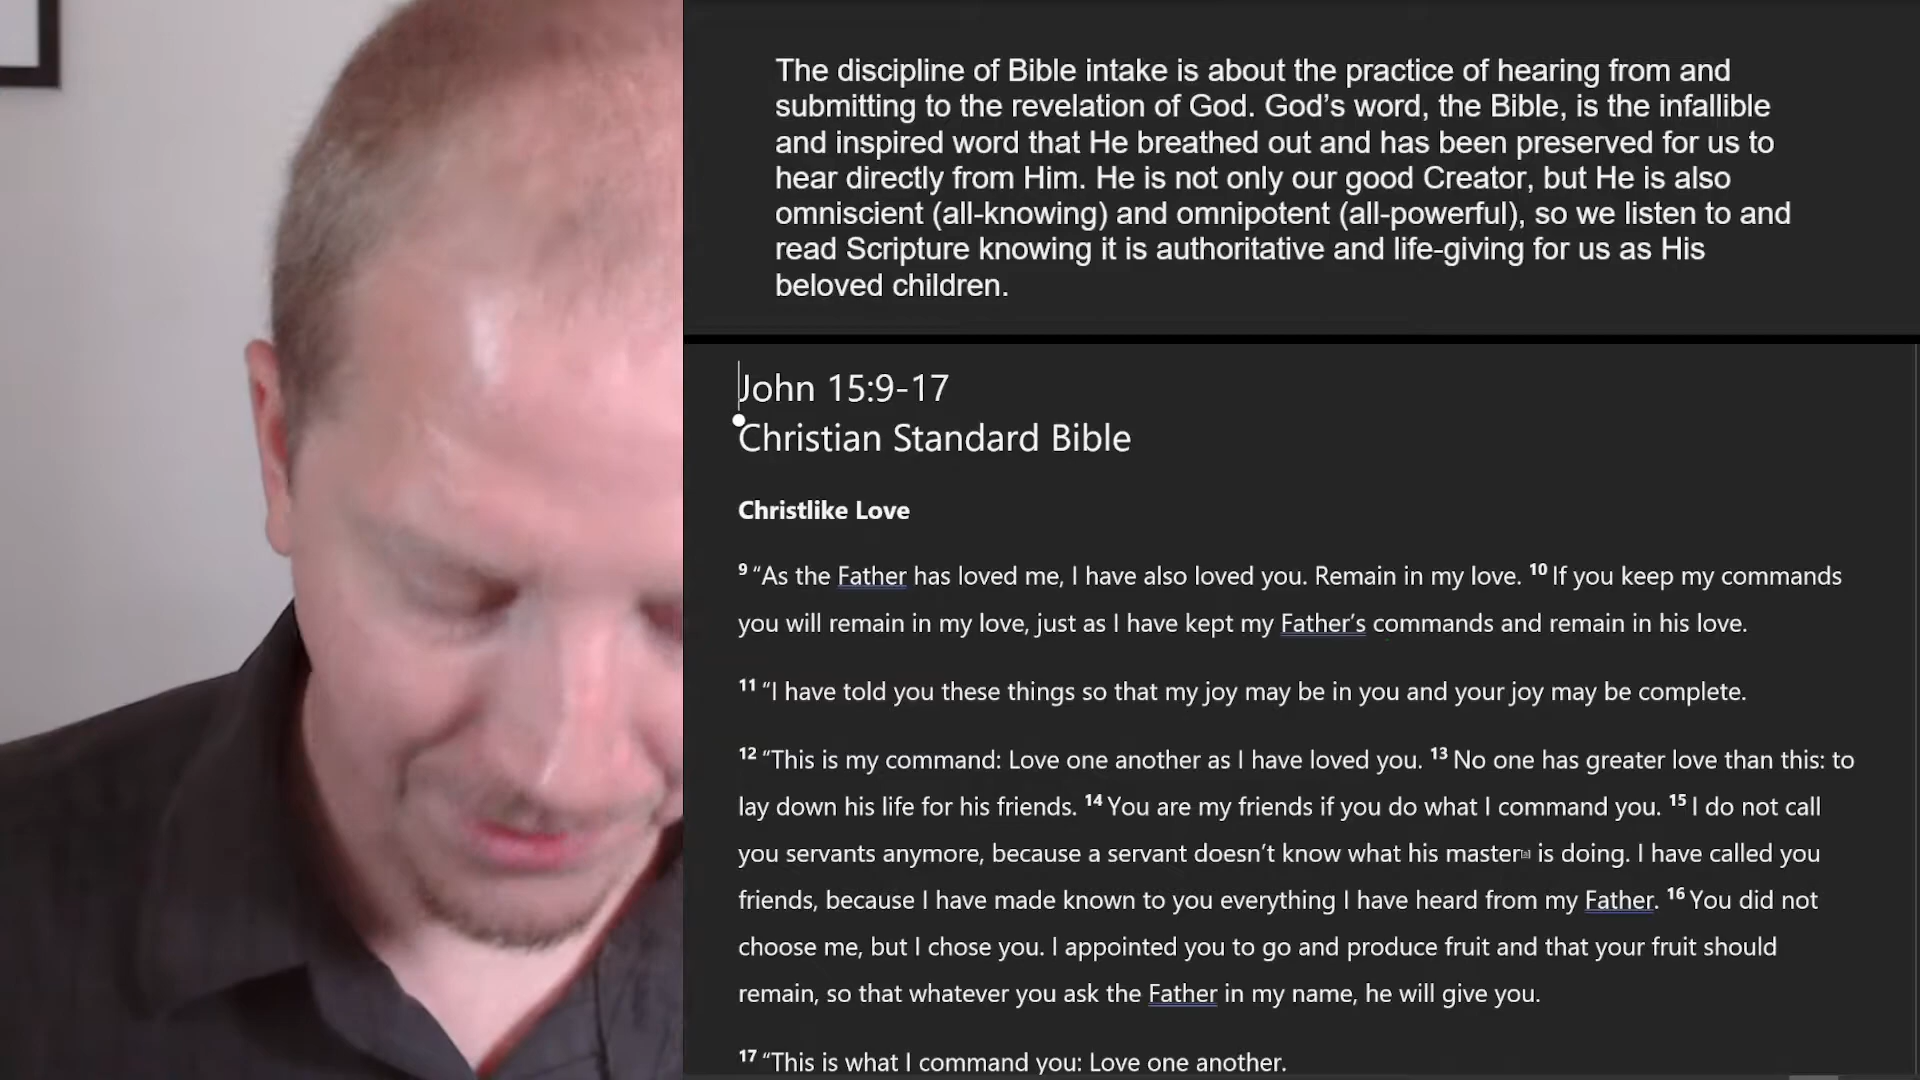 The discipline of Bible intake is about the practice of hearing from and
submitting to the revelation of God. God’s word, the Bible, is the infallible
and inspired word that He breathed out and has been preserved for us to
hear directly from Him. He is not only our good Creator, but He is also
omniscient (all-knowing) and omnipotent (all-powerful), so we listen to and
read Scripture knowing it is authoritative and life-giving for us as His
beloved children.
John 15:9-17
Christian Standard Bible
Christlike Love
9 “As the Father has loved me, I have also loved you. Remain in my love. 10 If you keep my commands
you will remain in my love, just as I have kept my Father’s commands and remain in his love.
11 “I have told you these things so that my joy may be in you and your joy may be complete.
12 “This is my command: Love one another as I have loved you. 13 No one has greater love than this: to
lay down his life for his friends. 14 You are my friends if you do what I command you. 15 I do not call
you servants anymore, because a servant doesn’t know what his master is doing. I have called you
friends, because I have made known to you everything I have heard from my Father. 16 You did not
choose me, but I chose you. I appointed you to go and produce fruit and that your fruit should
remain, so that whatever you ask the Father in my name, he will give you.
17 “This is what I command you: Love one another.